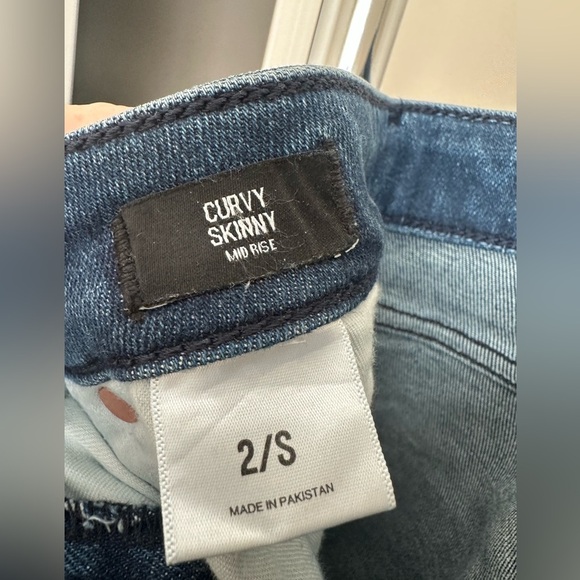 CURVY
SKINNY
MID RISE
2/S
MADE IN PAKISTAN